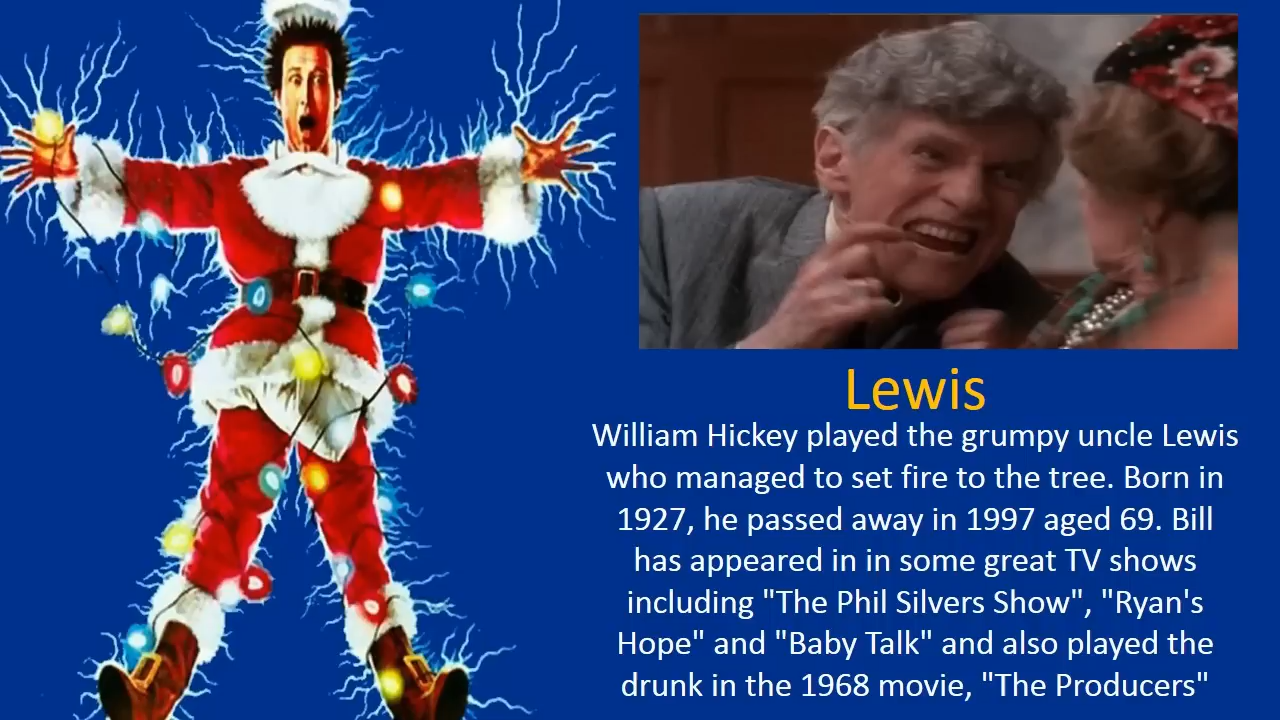 Lewis
William Hickey played the grumpy uncle Lewis
who managed to set fire to the tree. Born in
1927, he passed away in 1997 aged 69. Bill
has appeared in in some great TV shows
including "The Phil Silvers Show", "Ryan's
Hope" and "Baby Talk" and also played the
drunk in the 1968 movie, "The Producers"